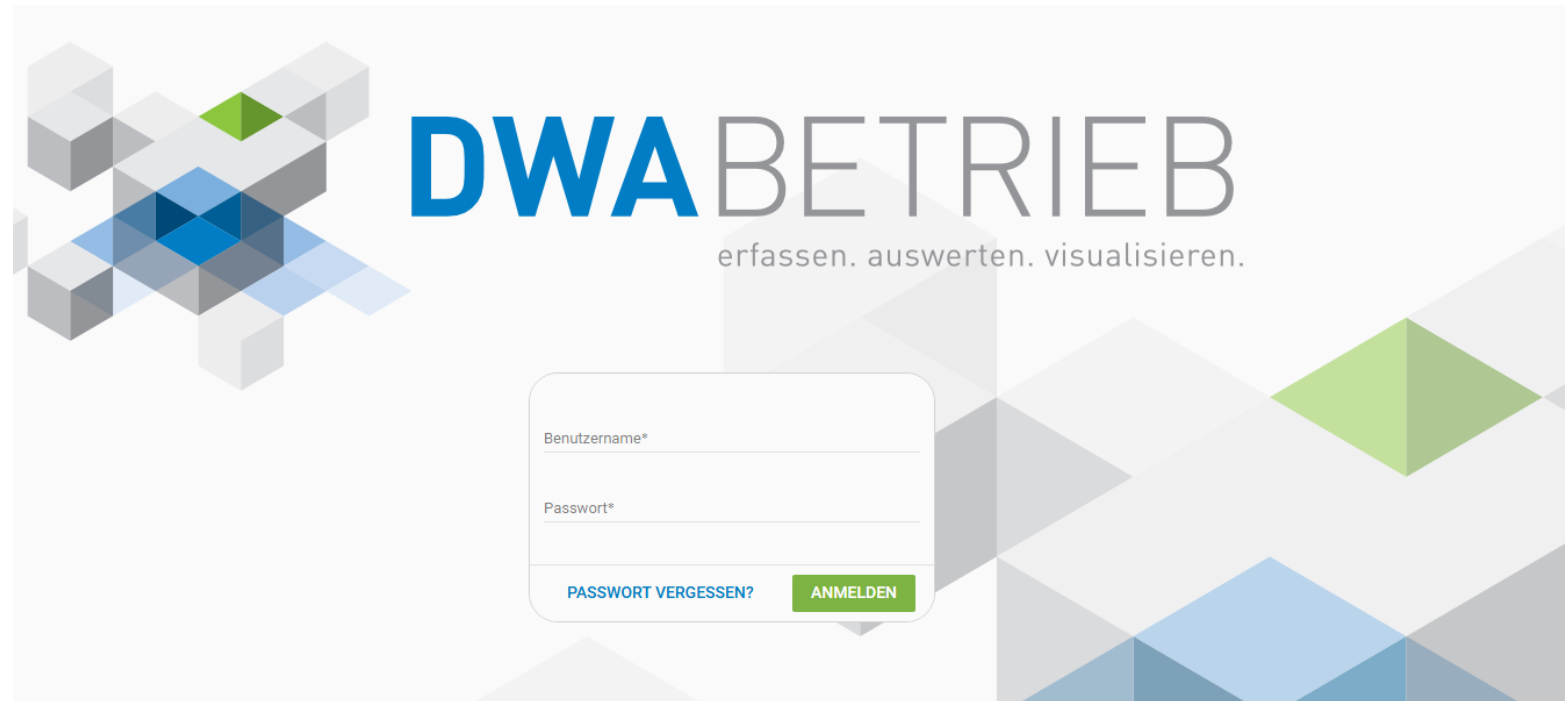 DWABETRIEB
erfassen. auswerten. visualisieren.
Benutzername*
Passwort*
PASSWORT VERGESSEN? ANMELDEN